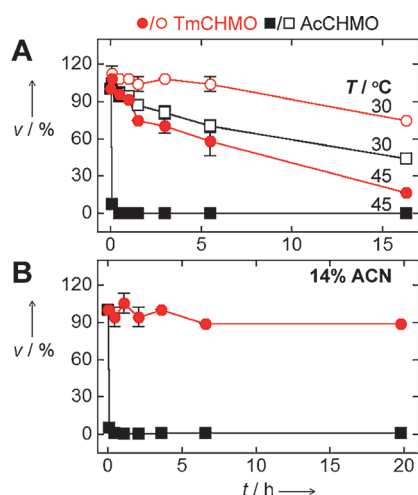 ●/○ TmCHMO ■/□ AcCHMO
A
v / % →
120
90
60
30
0
T / °C
30
30
45
45
0 5 10 15
B
14% ACN
v / % →
120
90
60
30
0
0 5 10 15 20
t / h →